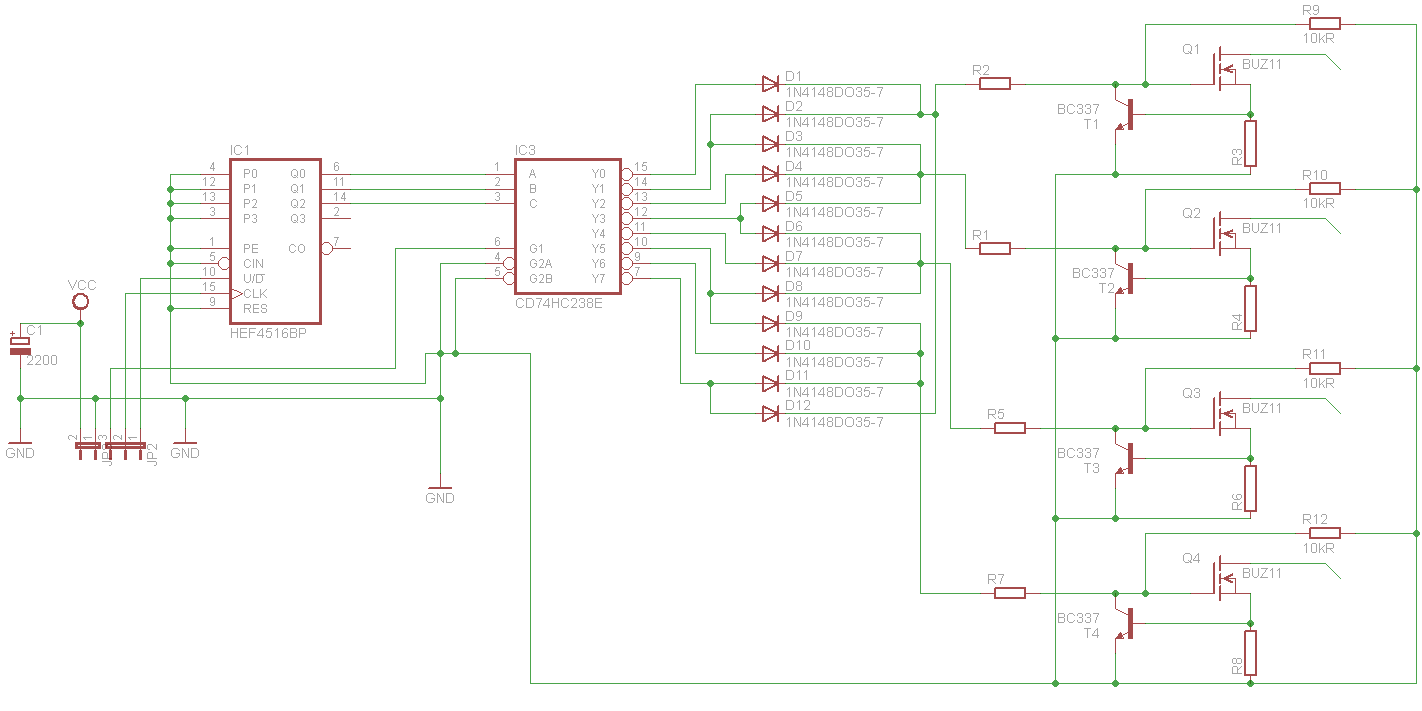 R9
10kR
Q1
BUZ11
R2
BC337
T1
R3
D1
1N4148DO35-7
D2
1N4148DO35-7
D3
1N4148DO35-7
D4
1N4148DO35-7
D5
1N4148DO35-7
D6
1N4148DO35-7
D7
1N4148DO35-7
D8
1N4148DO35-7
D9
1N4148DO35-7
D10
1N4148DO35-7
D11
1N4148DO35-7
D12
1N4148DO35-7
IC1
4 P0 Q0 6
12 P1 Q1 11
13 P2 Q2 14
3 P3 Q3 2
1 PE CO 7
5 CIN
10 U/D
15 CLK
9 RES
HEF4516BP
IC3
1 A Y0 15
2 B Y1 14
3 C Y2 13
Y3 12
Y4 11
6 G1 Y5 10
4 G2A Y6 9
5 G2B Y7 7
CD74HC238E
R10
10kR
Q2
BUZ11
R1
BC337
T2
R4
VCC
+
C1
2200
R11
10kR
Q3
BUZ11
R5
BC337
T3
R6
2
1
3
2
1
JP2
GND
GND
GND
R12
10kR
Q4
BUZ11
R7
BC337
T4
R8